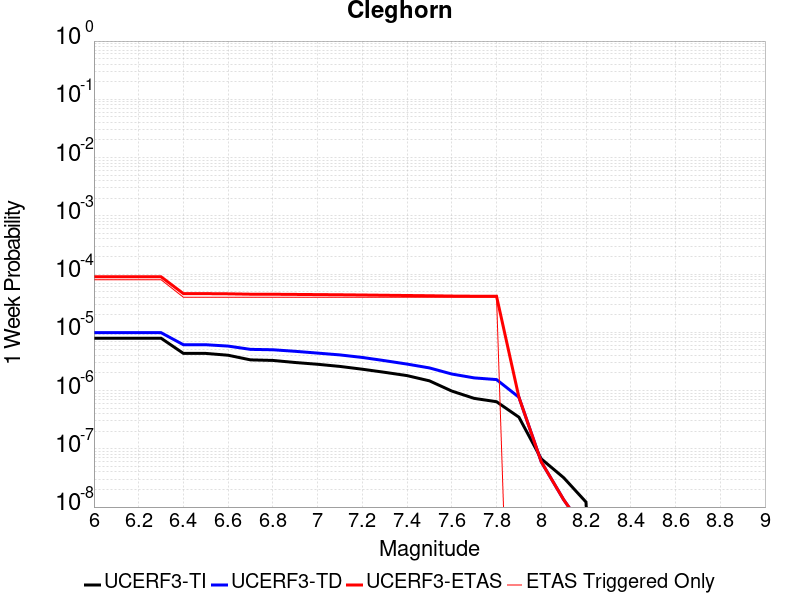 Cleghorn
10^0
10^-1
10^-2
10^-3
10^-4
10^-5
10^-6
10^-7
10^-8
1 Week Probability
6 6.2 6.4 6.6 6.8 7 7.2 7.4 7.6 7.8 8 8.2 8.4 8.6 8.8 9
Magnitude
UCERF3-TI UCERF3-TD UCERF3-ETAS ETAS Triggered Only